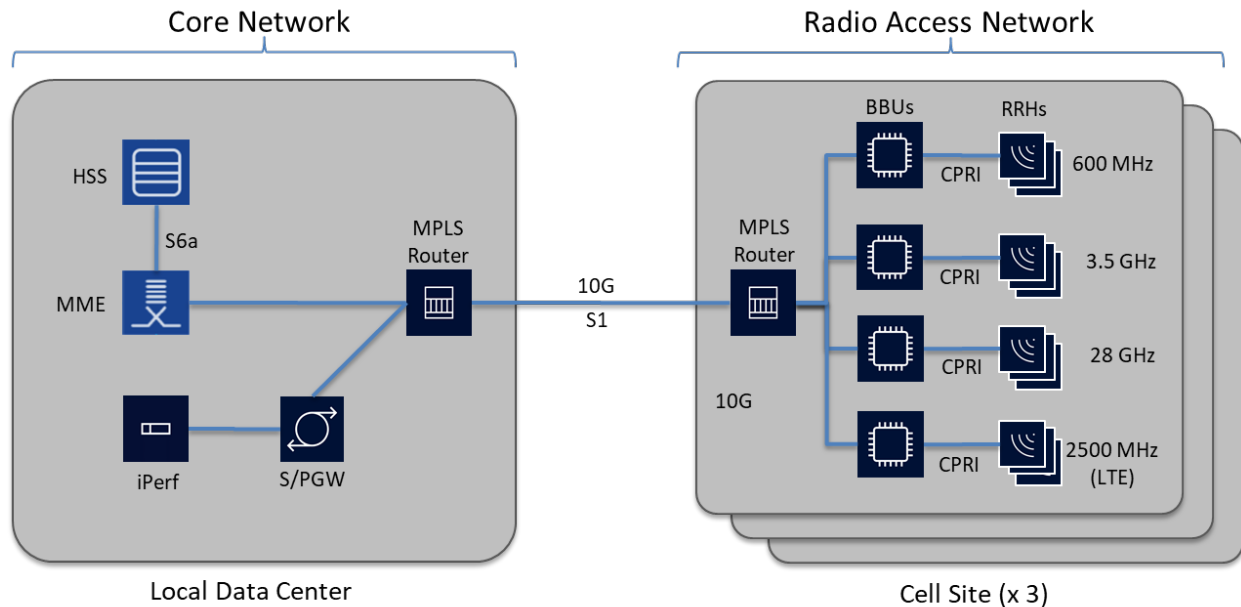 Core Network
Radio Access Network
HSS
S6a
MME
MPLS
Router
iPerf
S/PGW
10G
S1
MPLS
Router
10G
BBUs
RRHs
CPRI
600 MHz
CPRI
3.5 GHz
CPRI
28 GHz
CPRI
2500 MHz
(LTE)
Local Data Center
Cell Site (x 3)